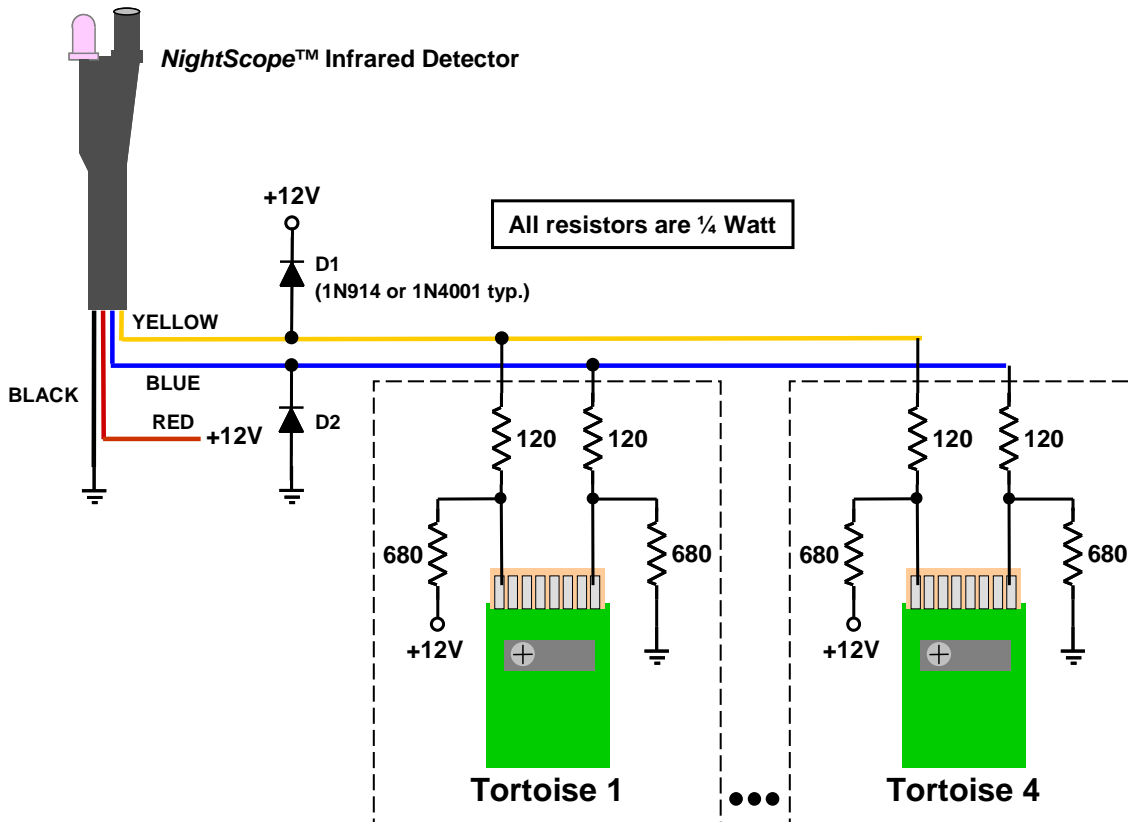 NightScope™ Infrared Detector
+12V
All resistors are ¼ Watt
D1
(1N914 or 1N4001 typ.)
YELLOW
BLUE
BLACK
RED
+12V
D2
120
120
120
120
680
680
680
680
+12V
+12V
Tortoise 1
Tortoise 4